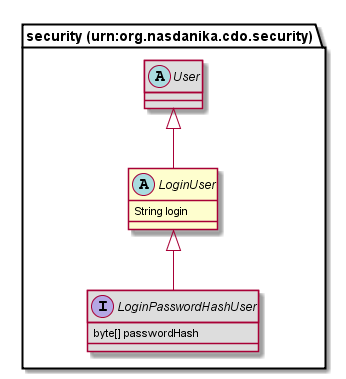 security (urn:org.nasdanika.cdo.security)
A User
A LoginUser
String login
I LoginPasswordHashUser
byte[] passwordHash